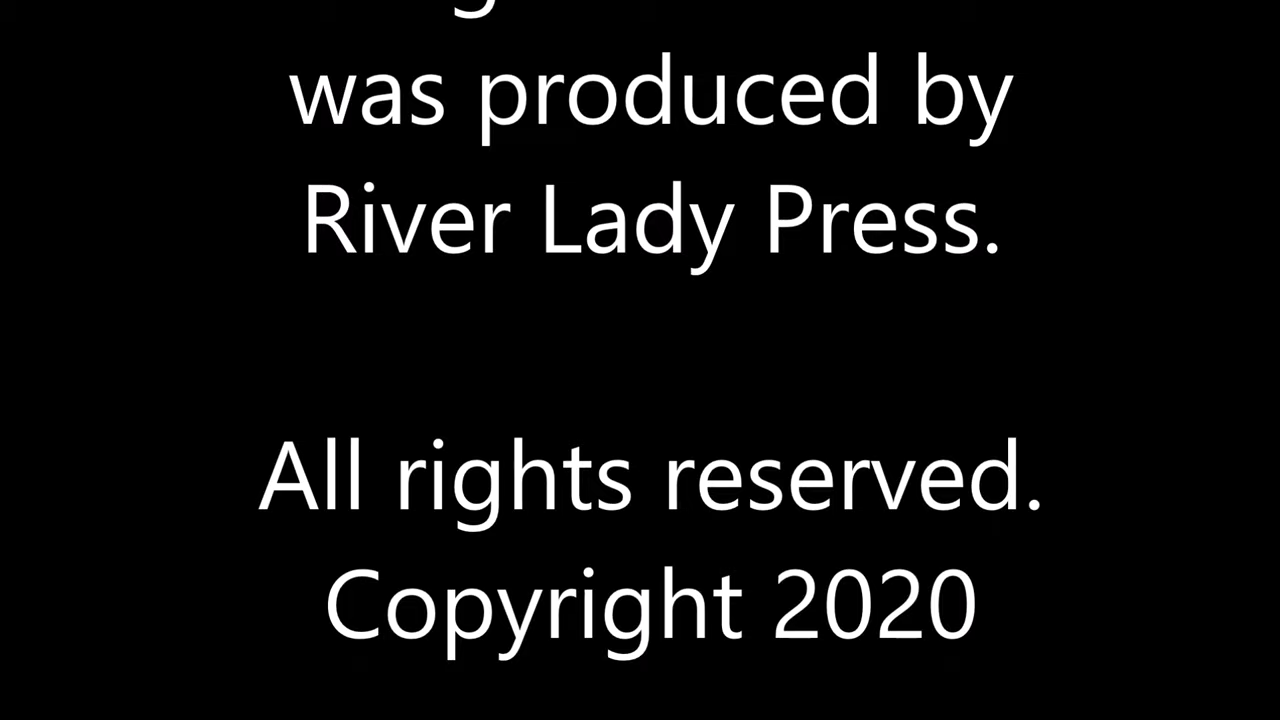 was produced by
River Lady Press.
All rights reserved.
Copyright 2020